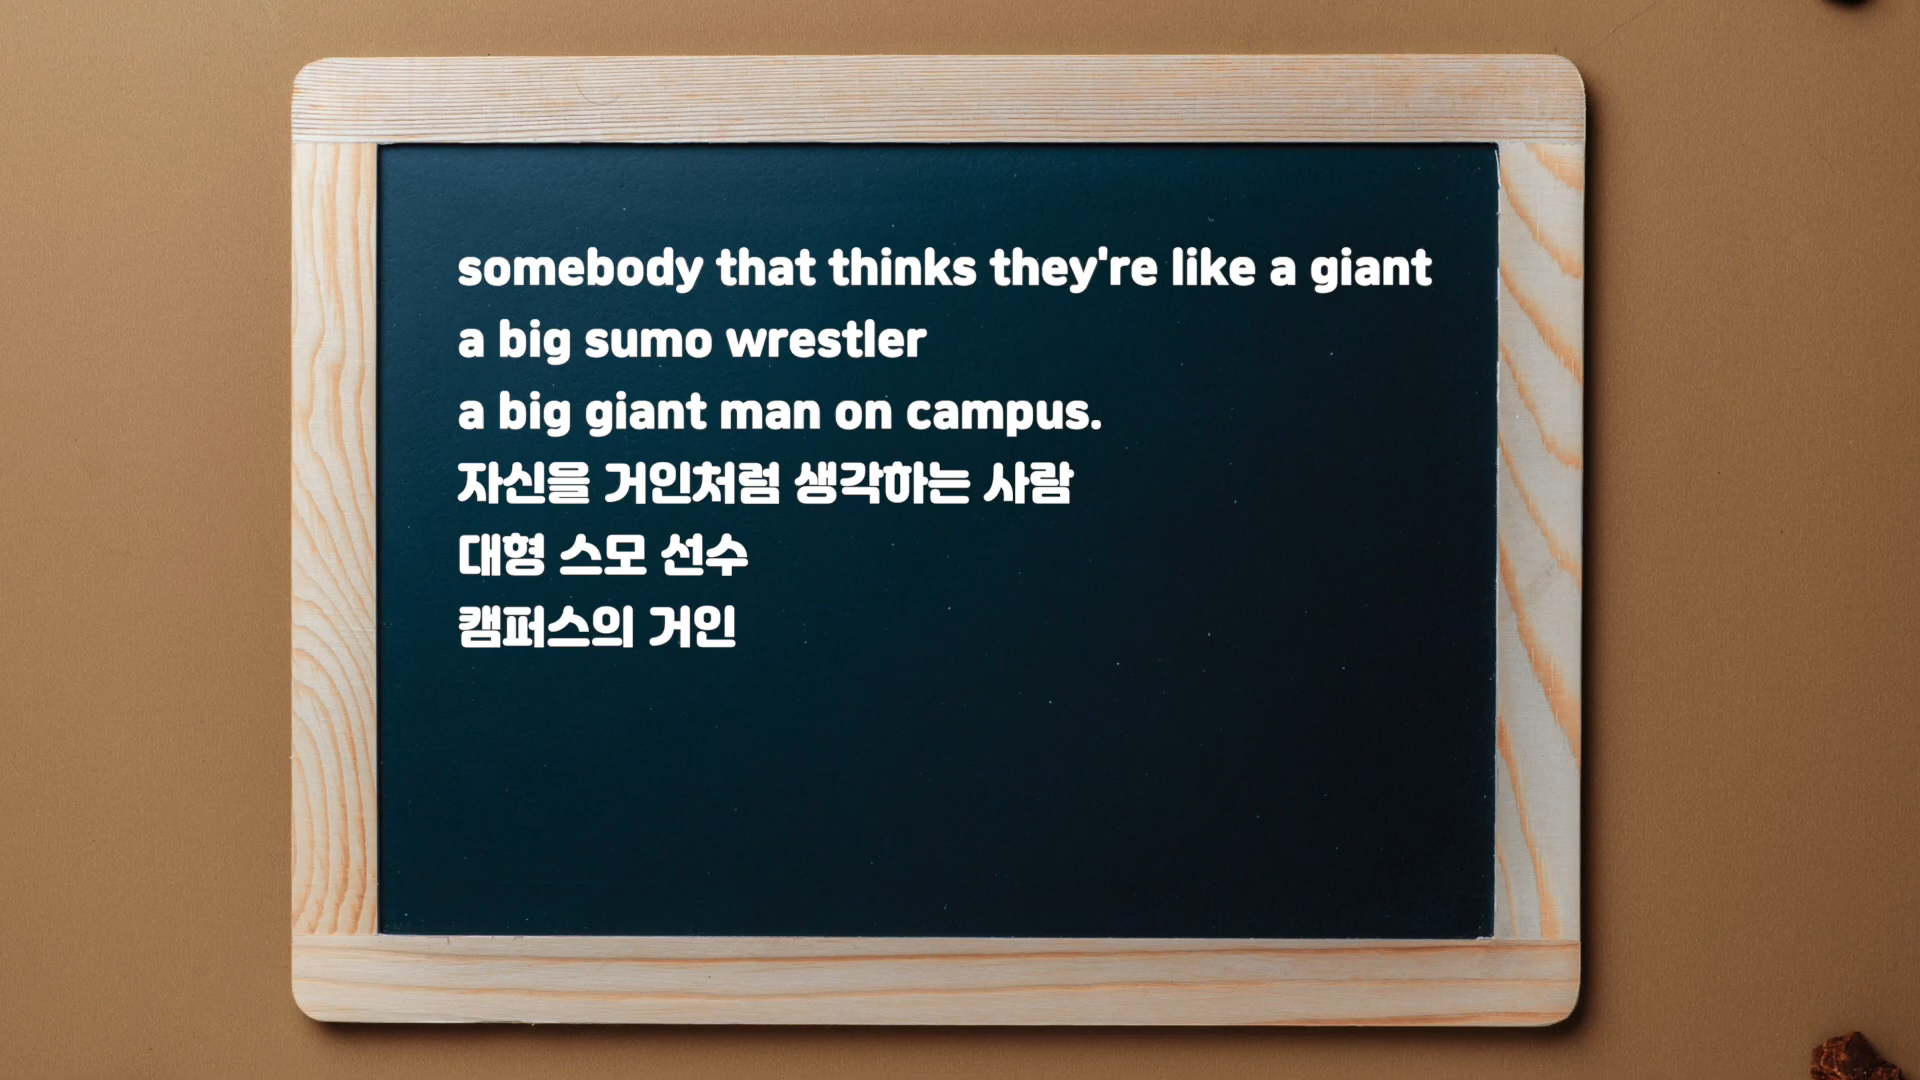 somebody that thinks they're like a giant
a big sumo wrestler
a big giant man on campus.
자신을 거인처럼 생각하는 사람
대형 스모 선수
캠퍼스의 거인